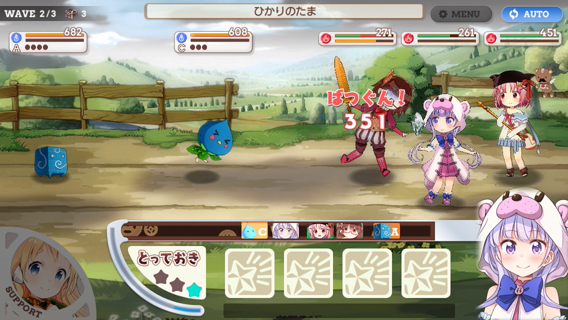 WAVE 2/3
3
ひかりのたま
MENU
AUTO
682
A
608
C
271
261
451
ばつぐん!
351
C
A
とっておき
SUPPORT